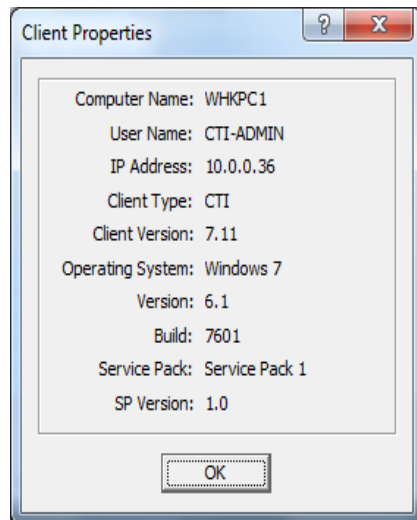 Client Properties
Computer Name: WHKPC1
User Name: CTI-ADMIN
IP Address: 10.0.0.36
Client Type: CTI
Client Version: 7.11
Operating System: Windows 7
Version: 6.1
Build: 7601
Service Pack: Service Pack 1
SP Version: 1.0
OK